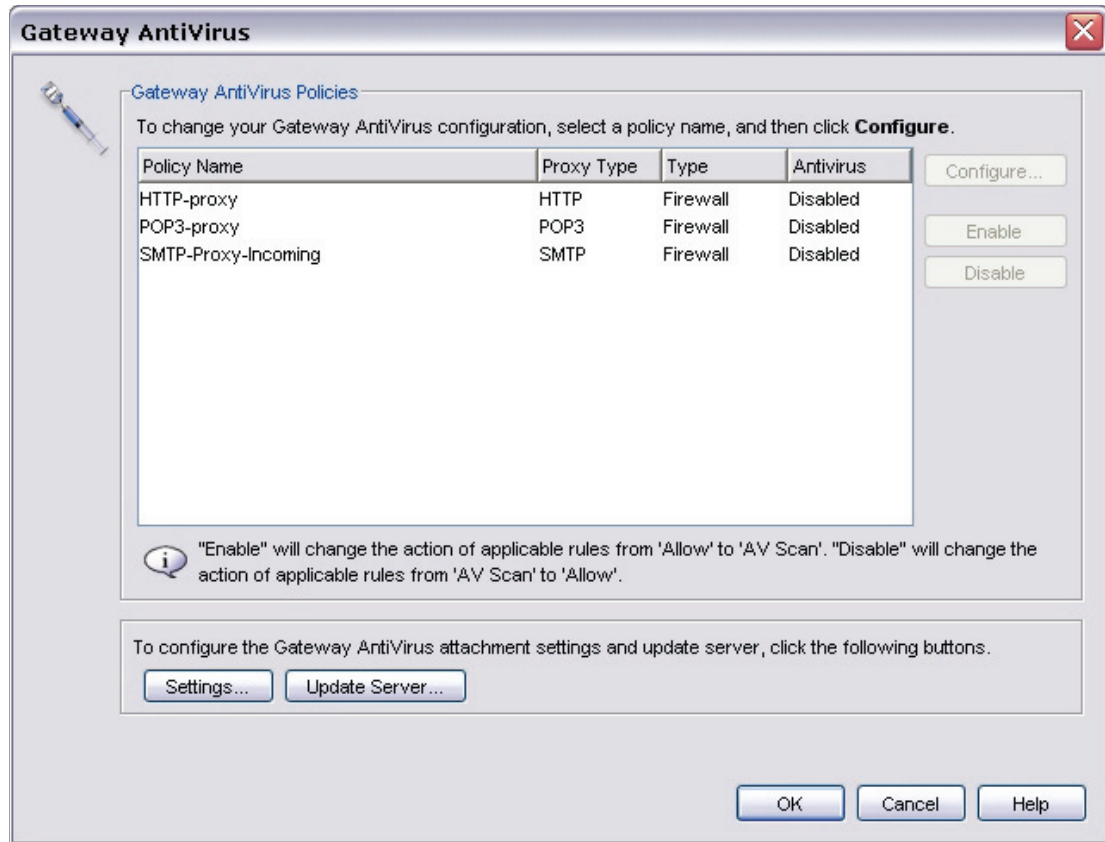 Gateway AntiVirus
Gateway AntiVirus Policies
To change your Gateway AntiVirus configuration, select a policy name, and then click Configure.
Policy Name Proxy Type Type Antivirus
HTTP-proxy HTTP Firewall Disabled
POP3-proxy POP3 Firewall Disabled
SMTP-Proxy-Incoming SMTP Firewall Disabled
Configure...
Enable
Disable
"Enable" will change the action of applicable rules from 'Allow' to 'AV Scan'. "Disable" will change the
action of applicable rules from 'AV Scan' to 'Allow'.
To configure the Gateway AntiVirus attachment settings and update server, click the following buttons.
Settings... Update Server...
OK Cancel Help